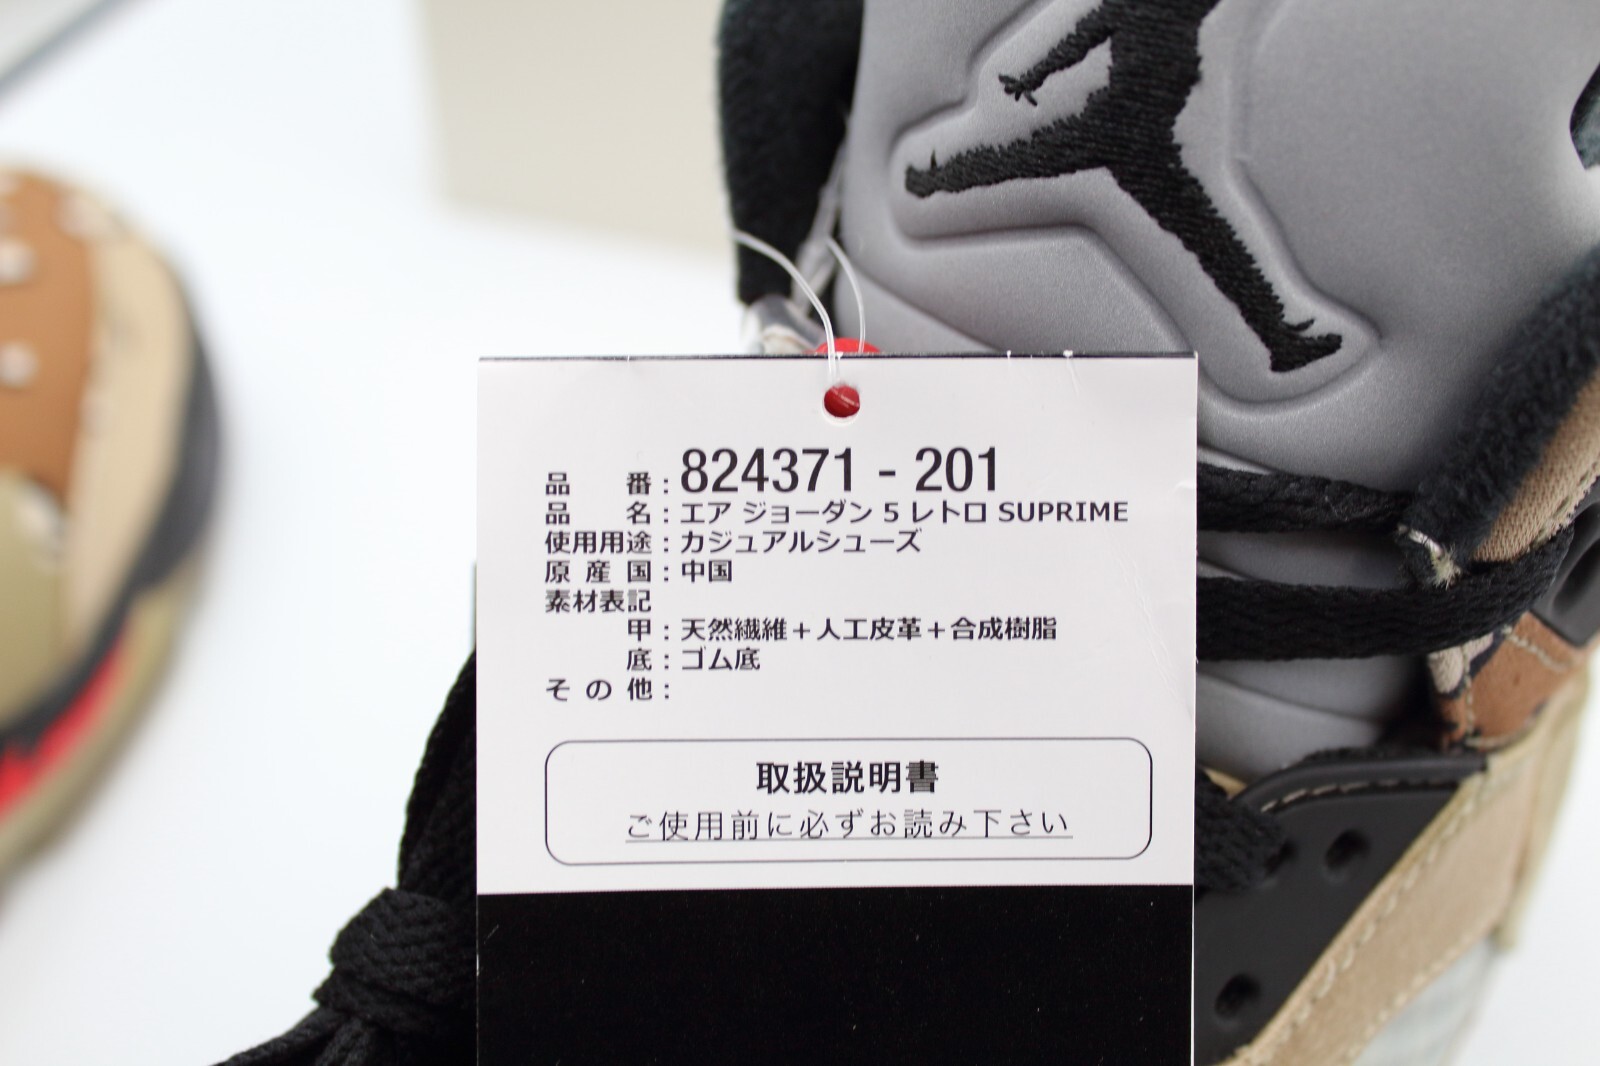 品番：824371 - 201
品名：エア ジョーダン 5 レトロ SUPRIME
使用用途：カジュアルシューズ
原産国：中国
素材表記
甲：天然繊維＋人工皮革＋合成樹脂
底：ゴム底
その他：
取扱説明書
ご使用前に必ずお読み下さい